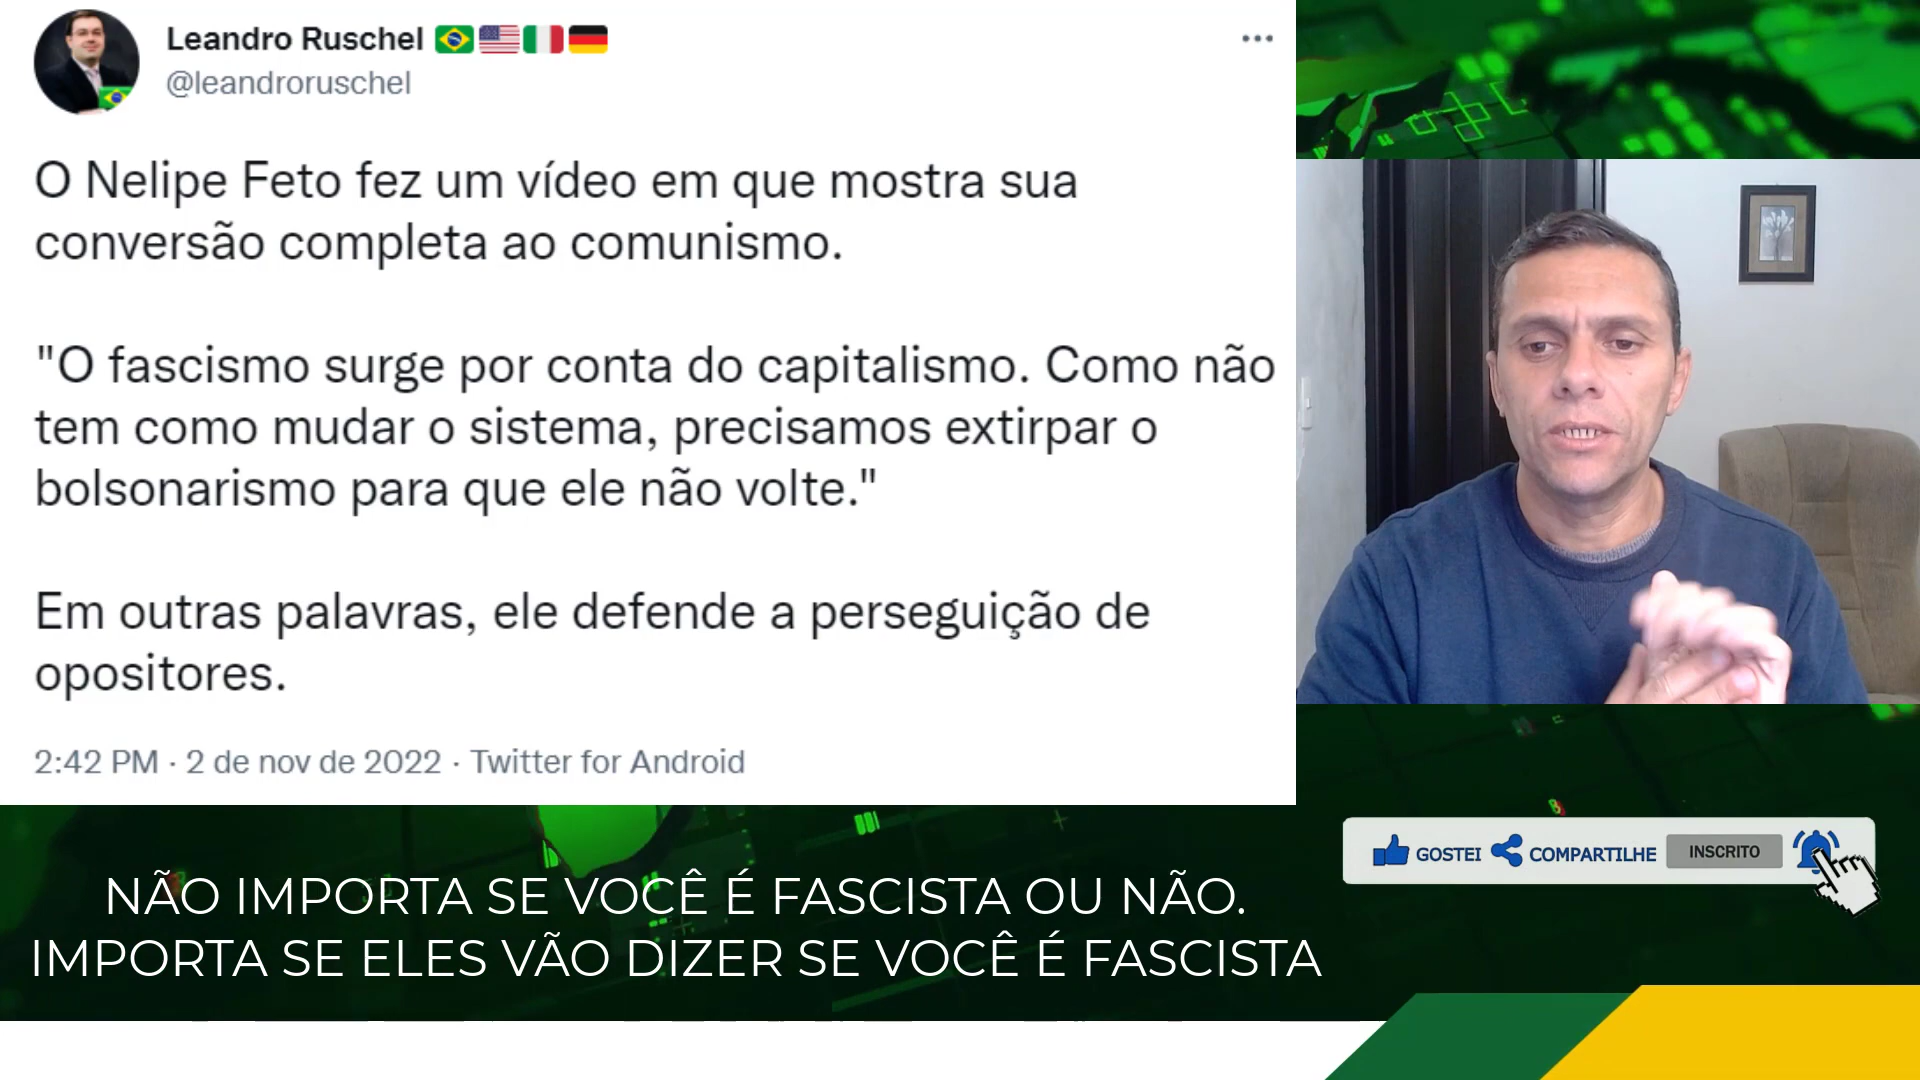 Leandro Ruschel
@leandroruschel
O Nelipe Feto fez um vídeo em que mostra sua
conversão completa ao comunismo.
"O fascismo surge por conta do capitalismo. Como não
tem como mudar o sistema, precisamos extirpar o
bolsonarismo para que ele não volte."
Em outras palavras, ele defende a perseguição de
opositores.
2:42 PM · 2 de nov de 2022 · Twitter for Android
GOSTEI COMPARTILHE INSCRITO
NÃO IMPORTA SE VOCÊ É FASCISTA OU NÃO.
IMPORTA SE ELES VÃO DIZER SE VOCÊ É FASCISTA